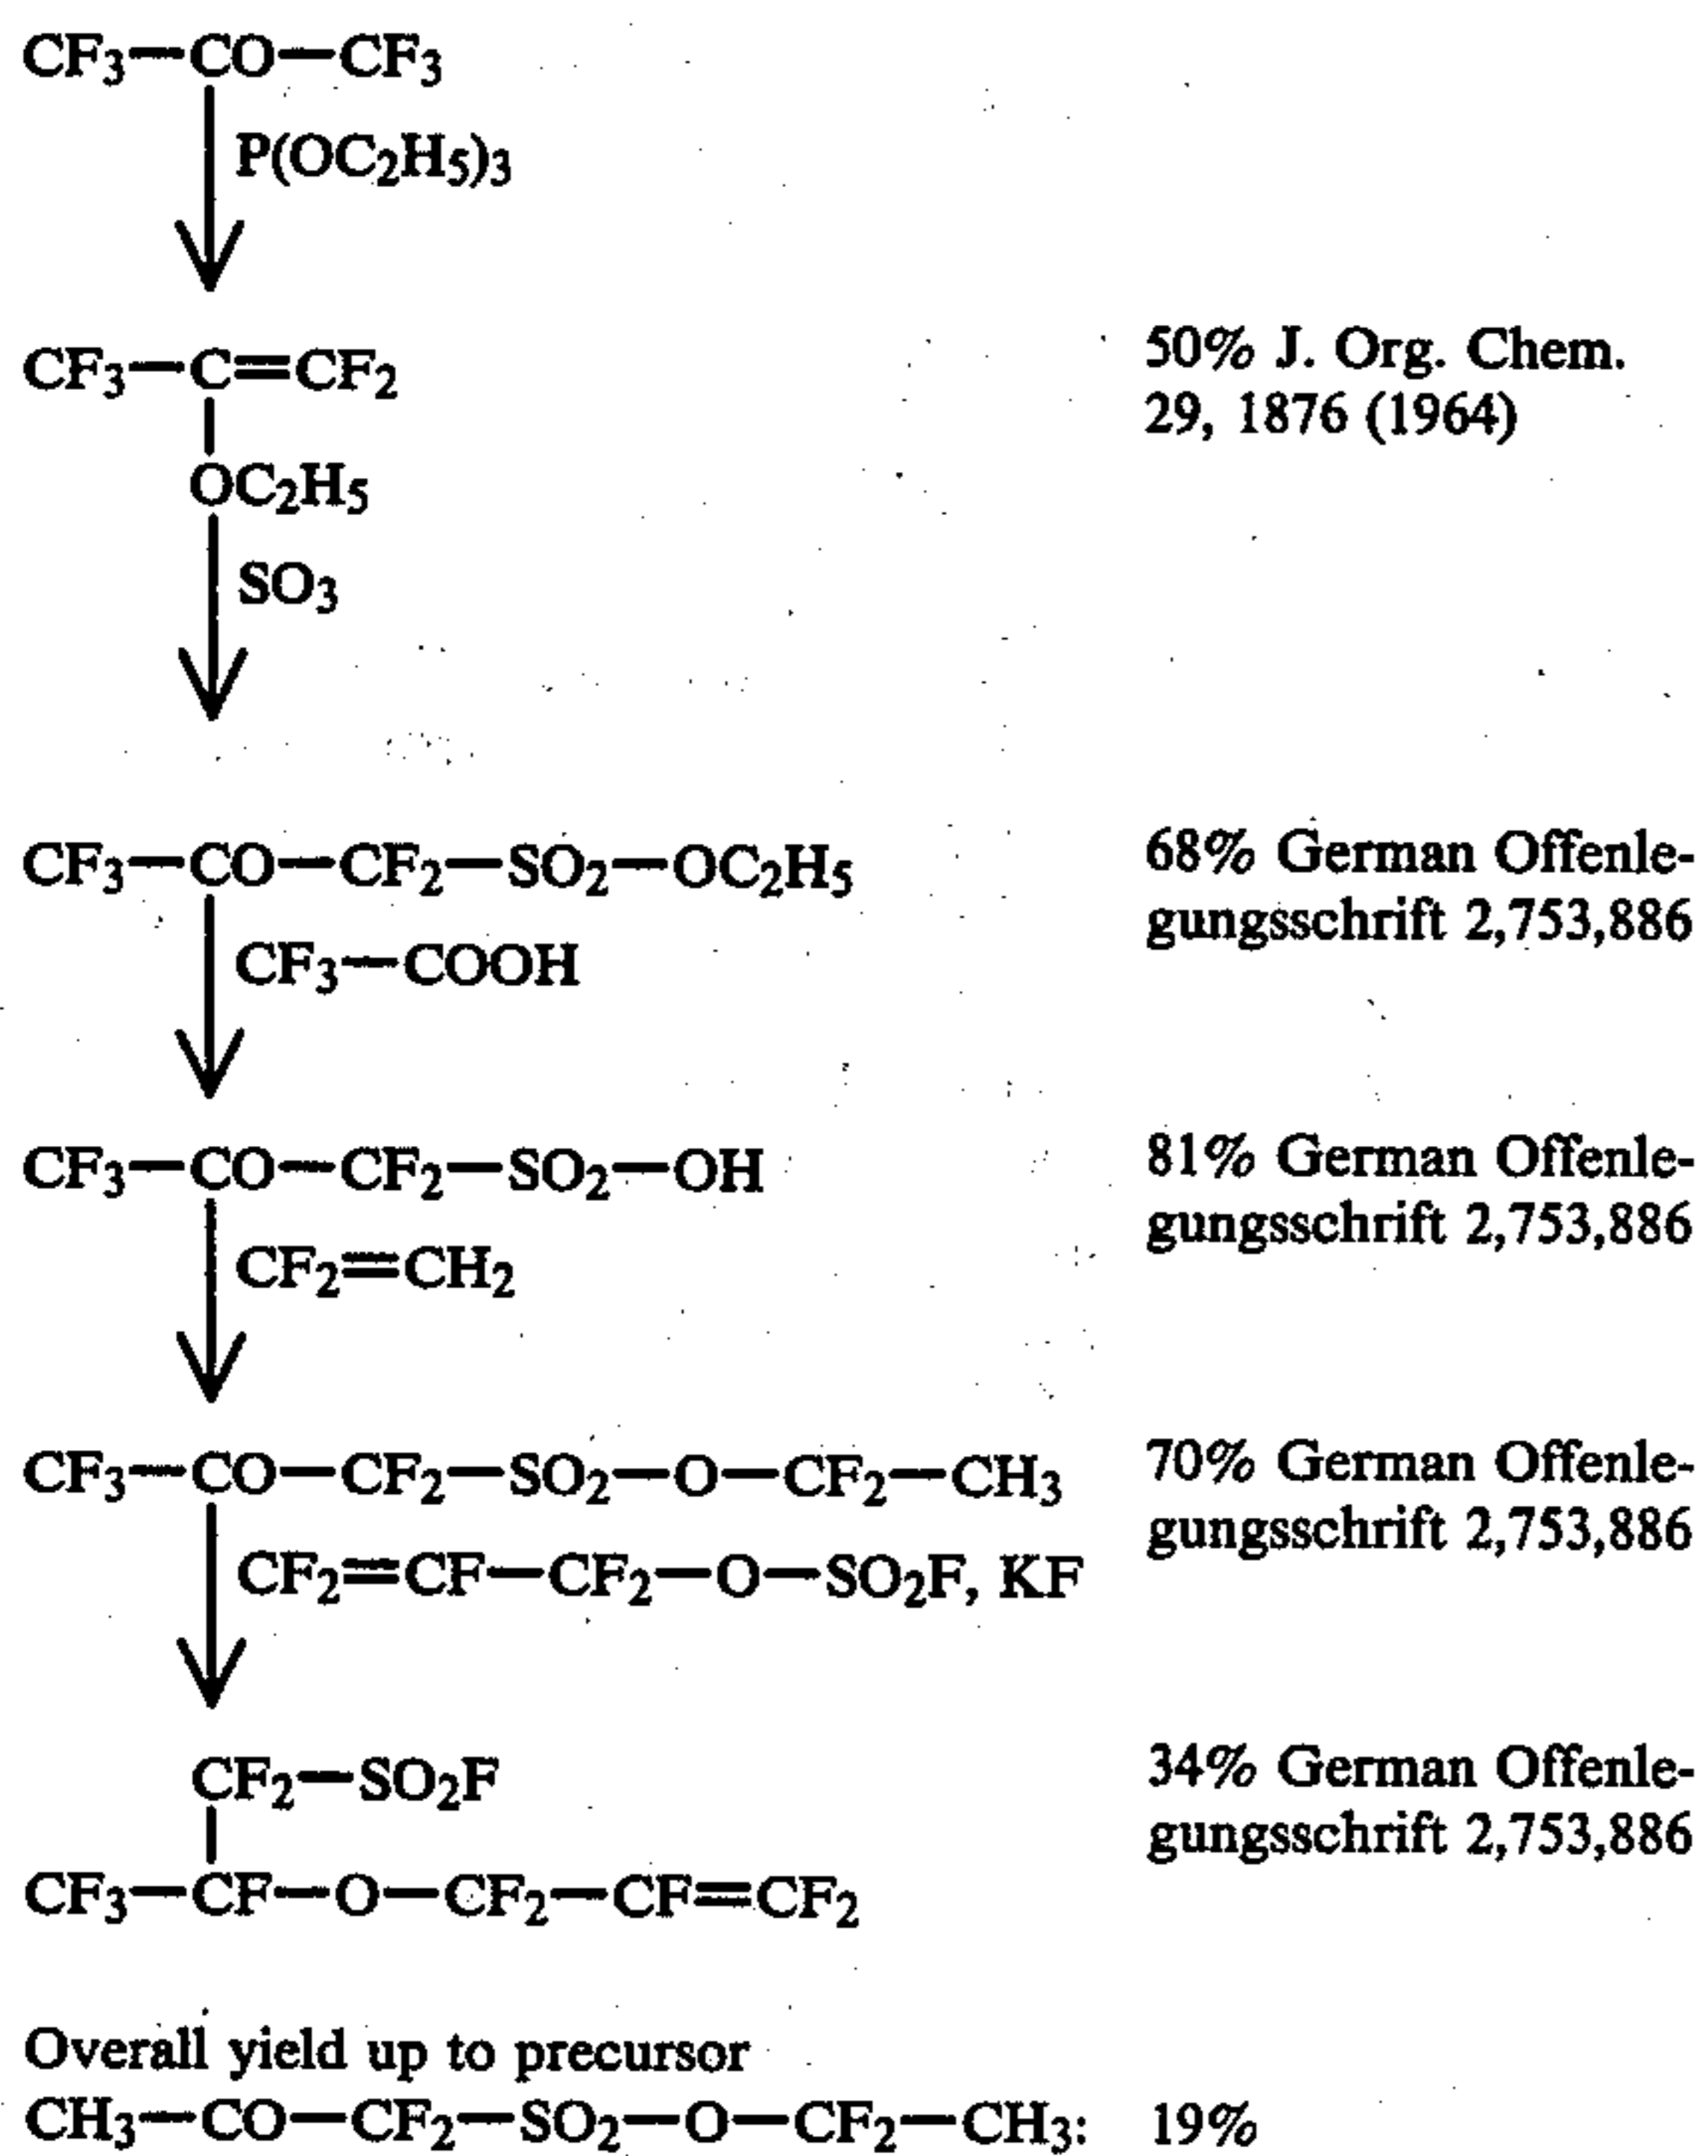 CF₃—CO—CF₃
P(OC₂H₅)₃
CF₃—C=CF₂ 50% J. Org. Chem.
29, 1876 (1964)
OC₂H₅
SO₃
CF₃—CO—CF₂—SO₂—OC₂H₅ 68% German Offenle-
gungsschrift 2,753,886
CF₃—COOH
CF₃—CO—CF₂—SO₂—OH 81% German Offenle-
gungsschrift 2,753,886
CF₂=CH₂
CF₃—CO—CF₂—SO₂—O—CF₂—CH₃ 70% German Offenle-
gungsschrift 2,753,886
CF₂=CF—CF₂—O—SO₂F, KF
CF₂—SO₂F 34% German Offenle-
gungsschrift 2,753,886
CF₃—CF—O—CF₂—CF=CF₂
Overall yield up to precursor
CH₃—CO—CF₂—SO₂—O—CF₂—CH₃: 19%